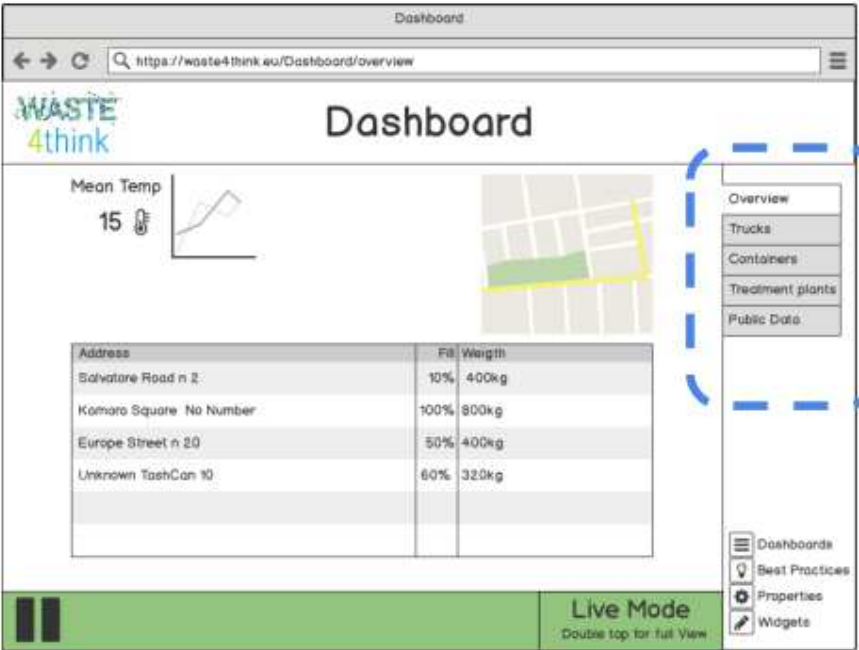 Dashboard
https://waste4think.eu/Dashboard/overview
WASTE
4think
Dashboard
Mean Temp
15
Overview
Trucks
Containers
Treatment plants
Public Data
Address Fill Weigth
Salvatore Road n 2 10% 400kg
Kamara Square No Number 100% 800kg
Europe Street n 20 50% 400kg
Unknown TashCan 10 60% 320kg
Dashboards
Best Practices
Properties
Widgets
Live Mode
Double tap for full View